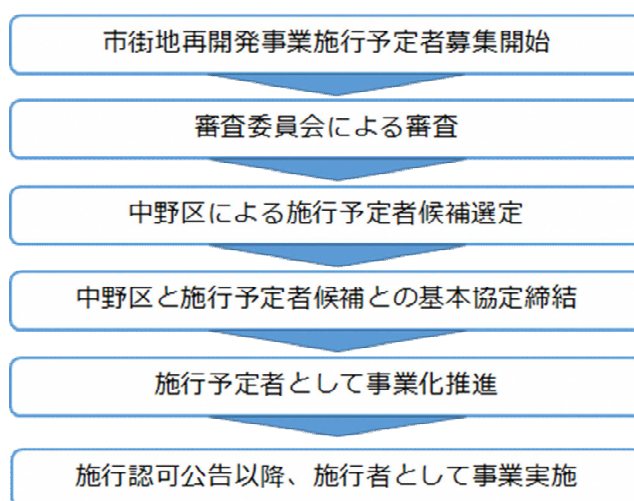 市街地再開発事業施行予定者募集開始
審査委員会による審査
中野区による施行予定者候補選定
中野区と施行予定者候補との基本協定締結
施行予定者として事業化推進
施行認可公告以降、施行者として事業実施